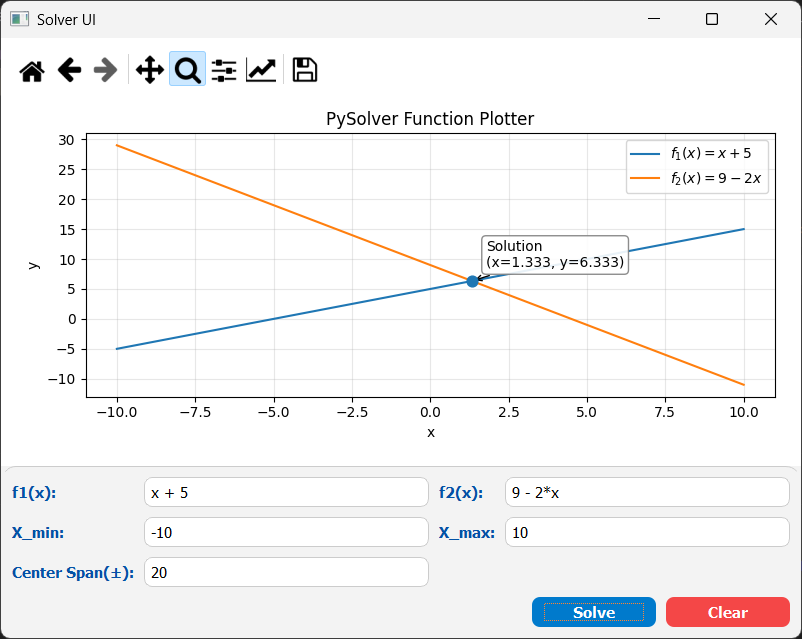 Solver UI
PySolver Function Plotter
30
25
20
15
10
5
0
−5
−10
y
f₁(x) = x + 5
f₂(x) = 9 − 2x
Solution
(x=1.333, y=6.333)
−10.0 −7.5 −5.0 −2.5 0.0 2.5 5.0 7.5 10.0
x
f1(x): x + 5 f2(x): 9 - 2*x
X_min: -10 X_max: 10
Center Span(±): 20
Solve Clear